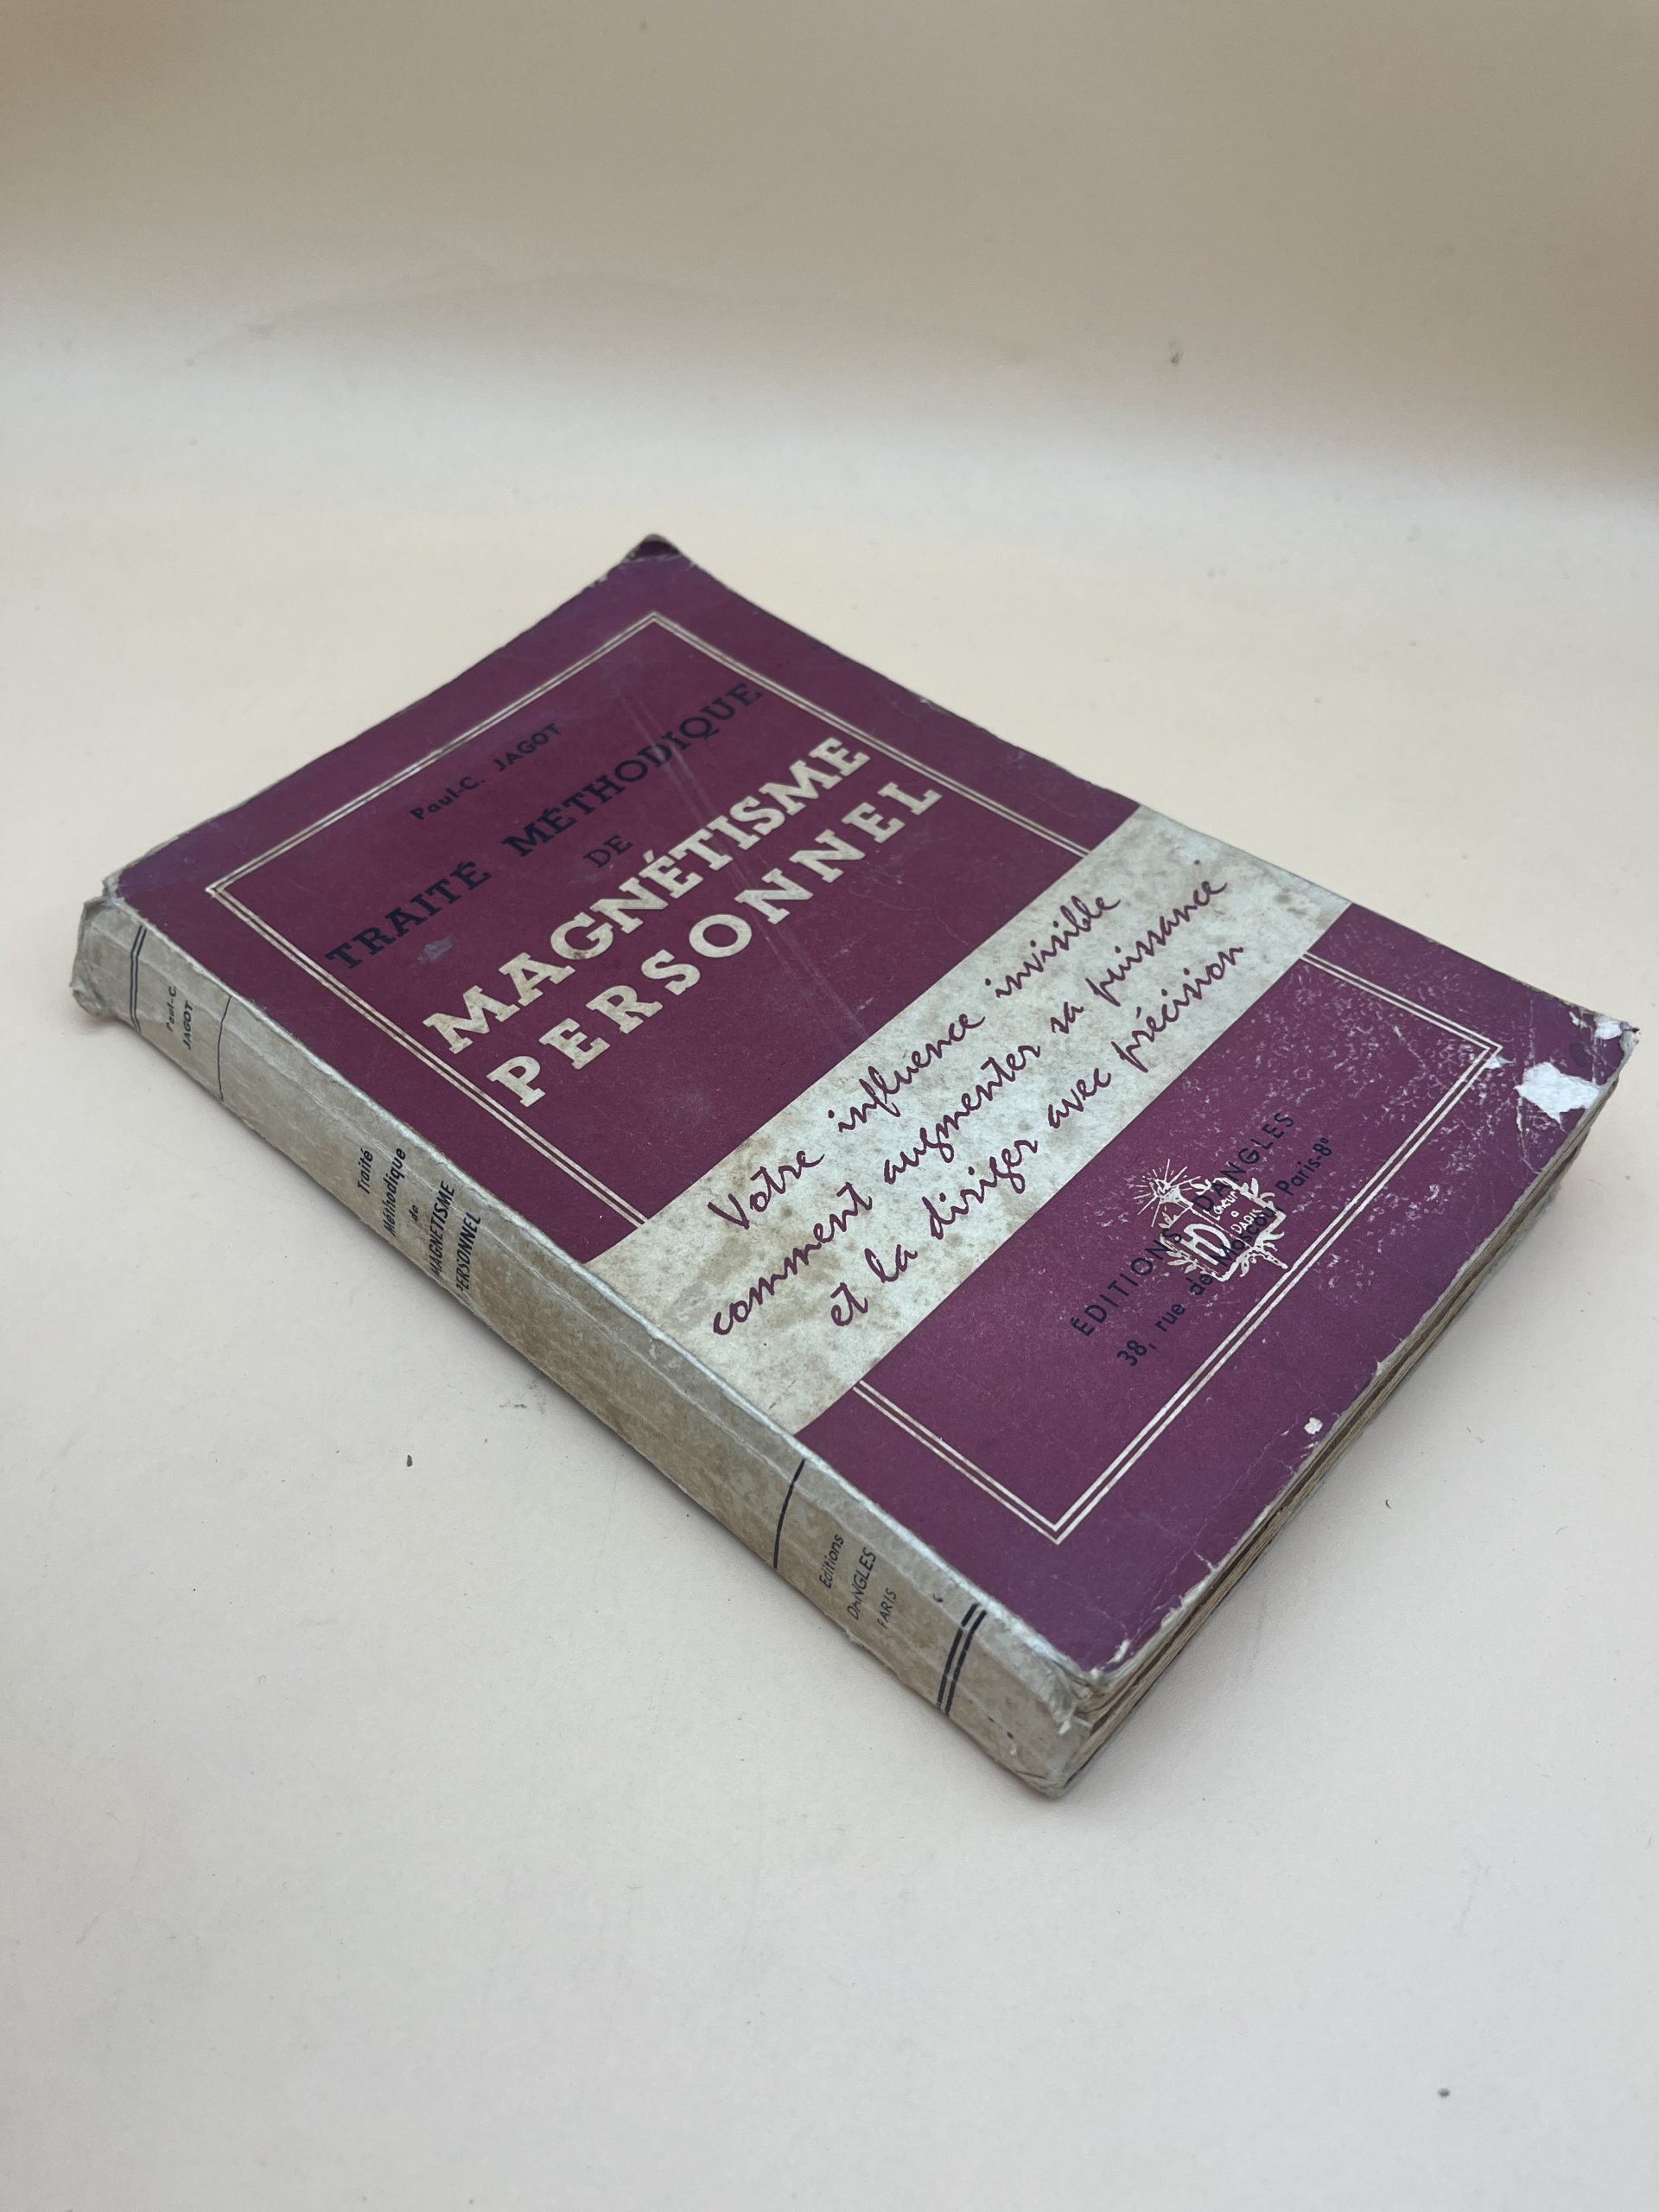 Paul-C. JAGOT
TRAITÉ MÉTHODIQUE
DE
MAGNÉTISME
PERSONNEL
Votre influence invisible
comment augmenter sa puissance
et la diriger avec précision
ÉDITIONS DANGLES
38, rue de Moscou, Paris-8e
Paul-C.
JAGOT
Traité
Méthodique
de
MAGNÉTISME
PERSONNEL
Editions
DANGLES
PARIS